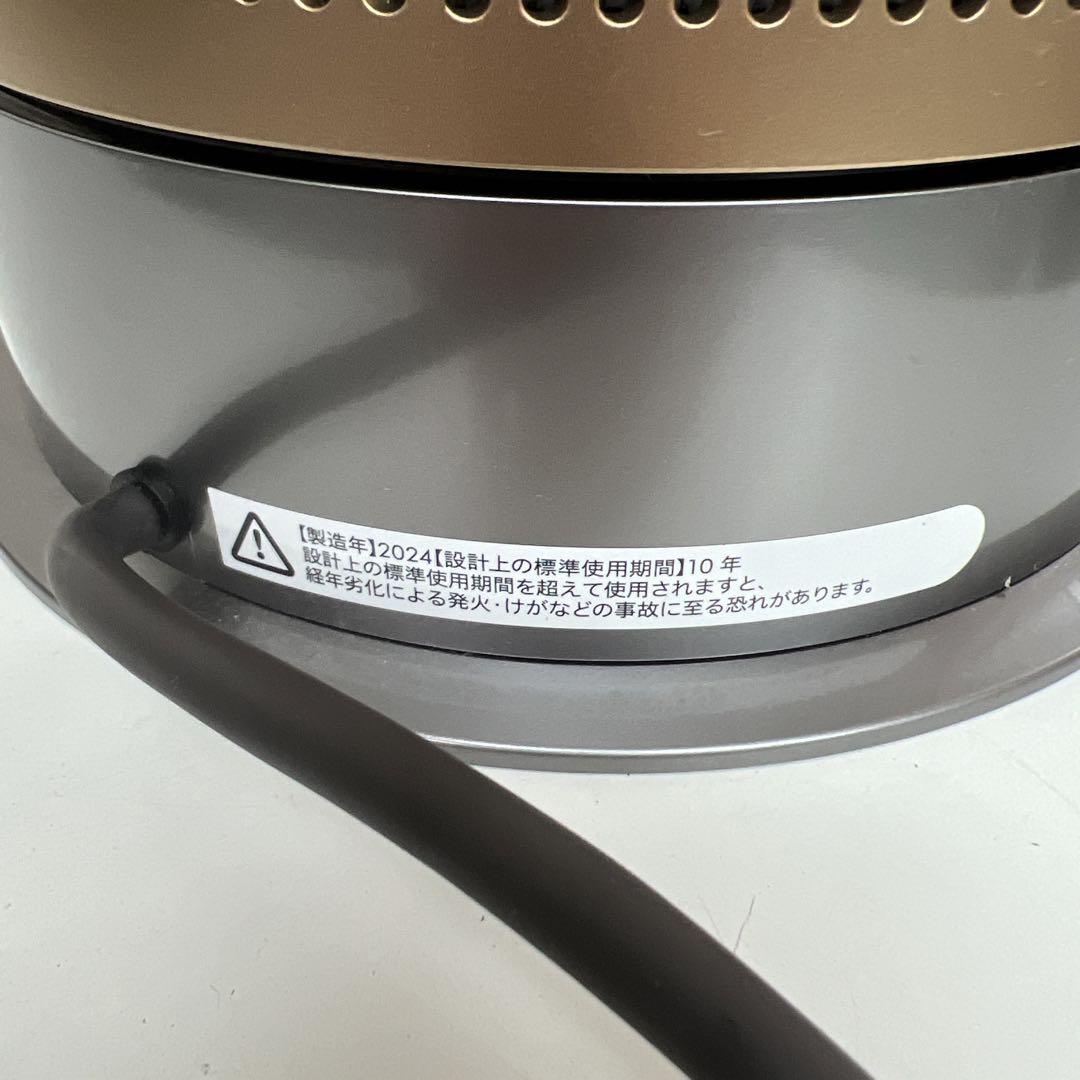 【製造年】2024【設計上の標準使用期間】10 年
設計上の標準使用期間を超えて使用されますと、
経年劣化による発火・けがなどの事故に至る恐れがあります。